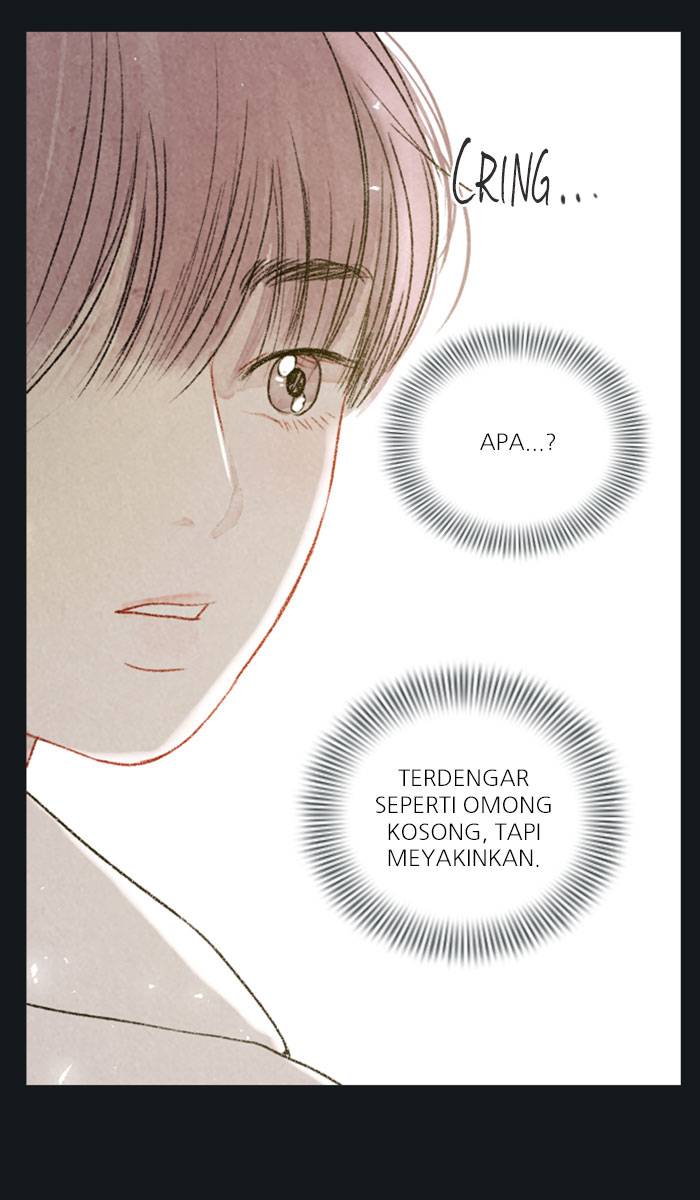 CRING...
APA...?
TERDENGAR
SEPERTI OMONG
KOSONG, TAPI
MEYAKINKAN.